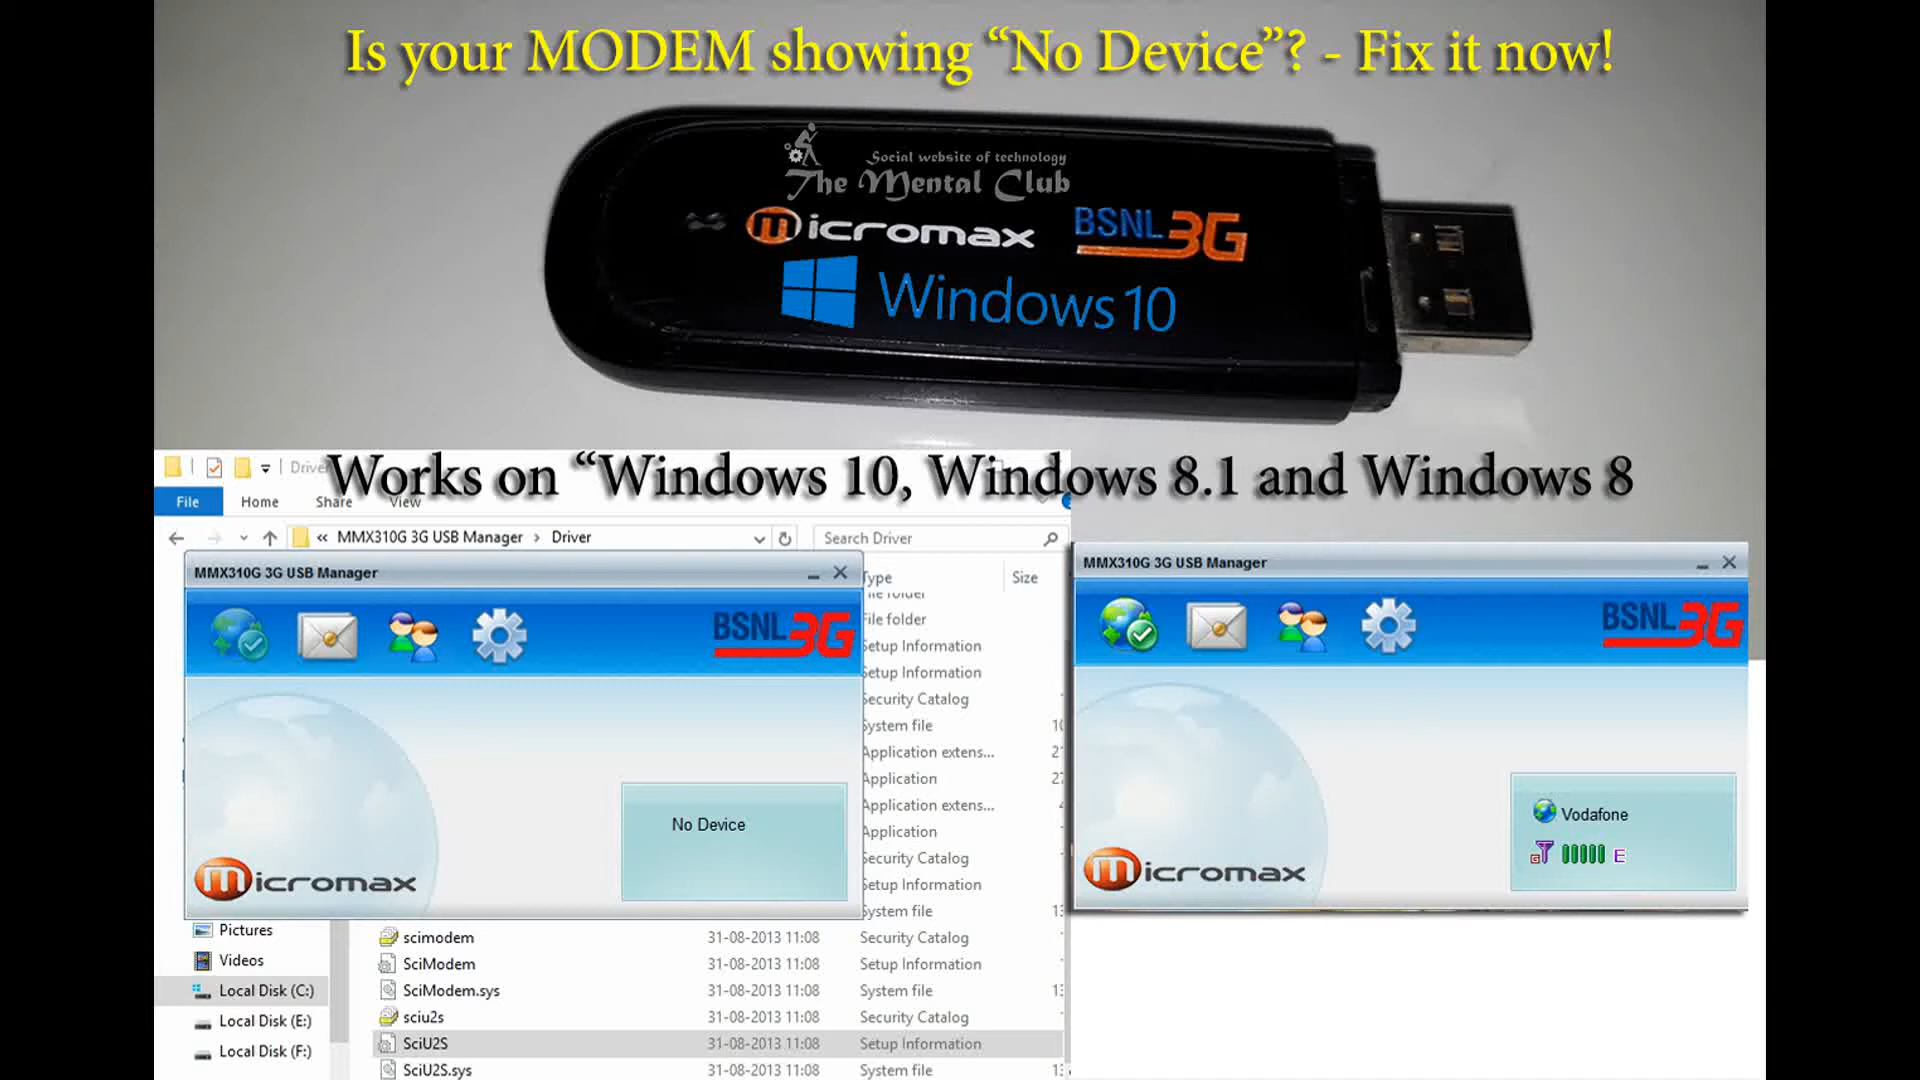 Is your MODEM showing “No Device”? - Fix it now!
Social website of technology
The Mental Club
micromax
BSNL 3G
Windows 10
Works on “Windows 10, Windows 8.1 and Windows 8
File Home Share View
« MMX310G 3G USB Manager > Driver
Search Driver
MMX310G 3G USB Manager
BSNL 3G
No Device
micromax
Type Size
File folder
File folder
Setup Information
Setup Information
Security Catalog
System file
Application extens...
Application
Application extens...
Application
Security Catalog
Setup Information
System file
MMX310G 3G USB Manager
BSNL 3G
Vodafone
G E
micromax
Pictures
Videos
Local Disk (C:)
Local Disk (E:)
Local Disk (F:)
scimodem 31-08-2013 11:08 Security Catalog
SciModem 31-08-2013 11:08 Setup Information
SciModem.sys 31-08-2013 11:08 System file
sciu2s 31-08-2013 11:08 Security Catalog
SciU2S 31-08-2013 11:08 Setup Information
SciU2S.sys 31-08-2013 11:08 System file